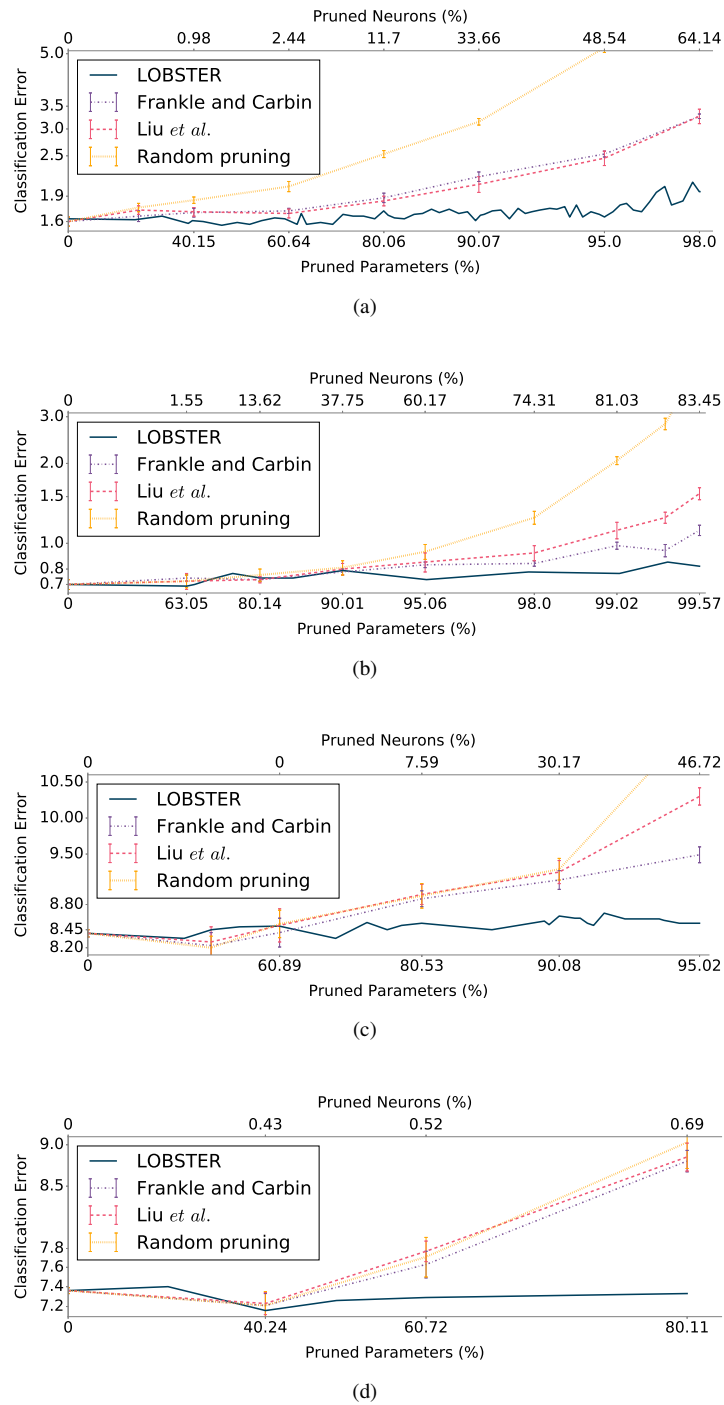 Pruned Neurons (%)
0 0.98 2.44 11.7 33.66 48.54 64.14
5.0
3.5
3.0
2.5
1.9
1.6
Classification Error
LOBSTER
Frankle and Carbin
Liu et al.
Random pruning
0 40.15 60.64 80.06 90.07 95.0 98.0
Pruned Parameters (%)
(a)
Pruned Neurons (%)
0 1.55 13.62 37.75 60.17 74.31 81.03 83.45
3.0
2.0
1.5
1.0
0.8
0.7
Classification Error
LOBSTER
Frankle and Carbin
Liu et al.
Random pruning
0 63.05 80.14 90.01 95.06 98.0 99.02 99.57
Pruned Parameters (%)
(b)
Pruned Neurons (%)
0 0 7.59 30.17 46.72
10.50
10.00
9.50
8.80
8.45
8.20
Classification Error
LOBSTER
Frankle and Carbin
Liu et al.
Random pruning
0 60.89 80.53 90.08 95.02
Pruned Parameters (%)
(c)
Pruned Neurons (%)
0 0.43 0.52 0.69
9.0
8.5
7.8
7.6
7.4
7.2
Classification Error
LOBSTER
Frankle and Carbin
Liu et al.
Random pruning
0 40.24 60.72 80.11
Pruned Parameters (%)
(d)